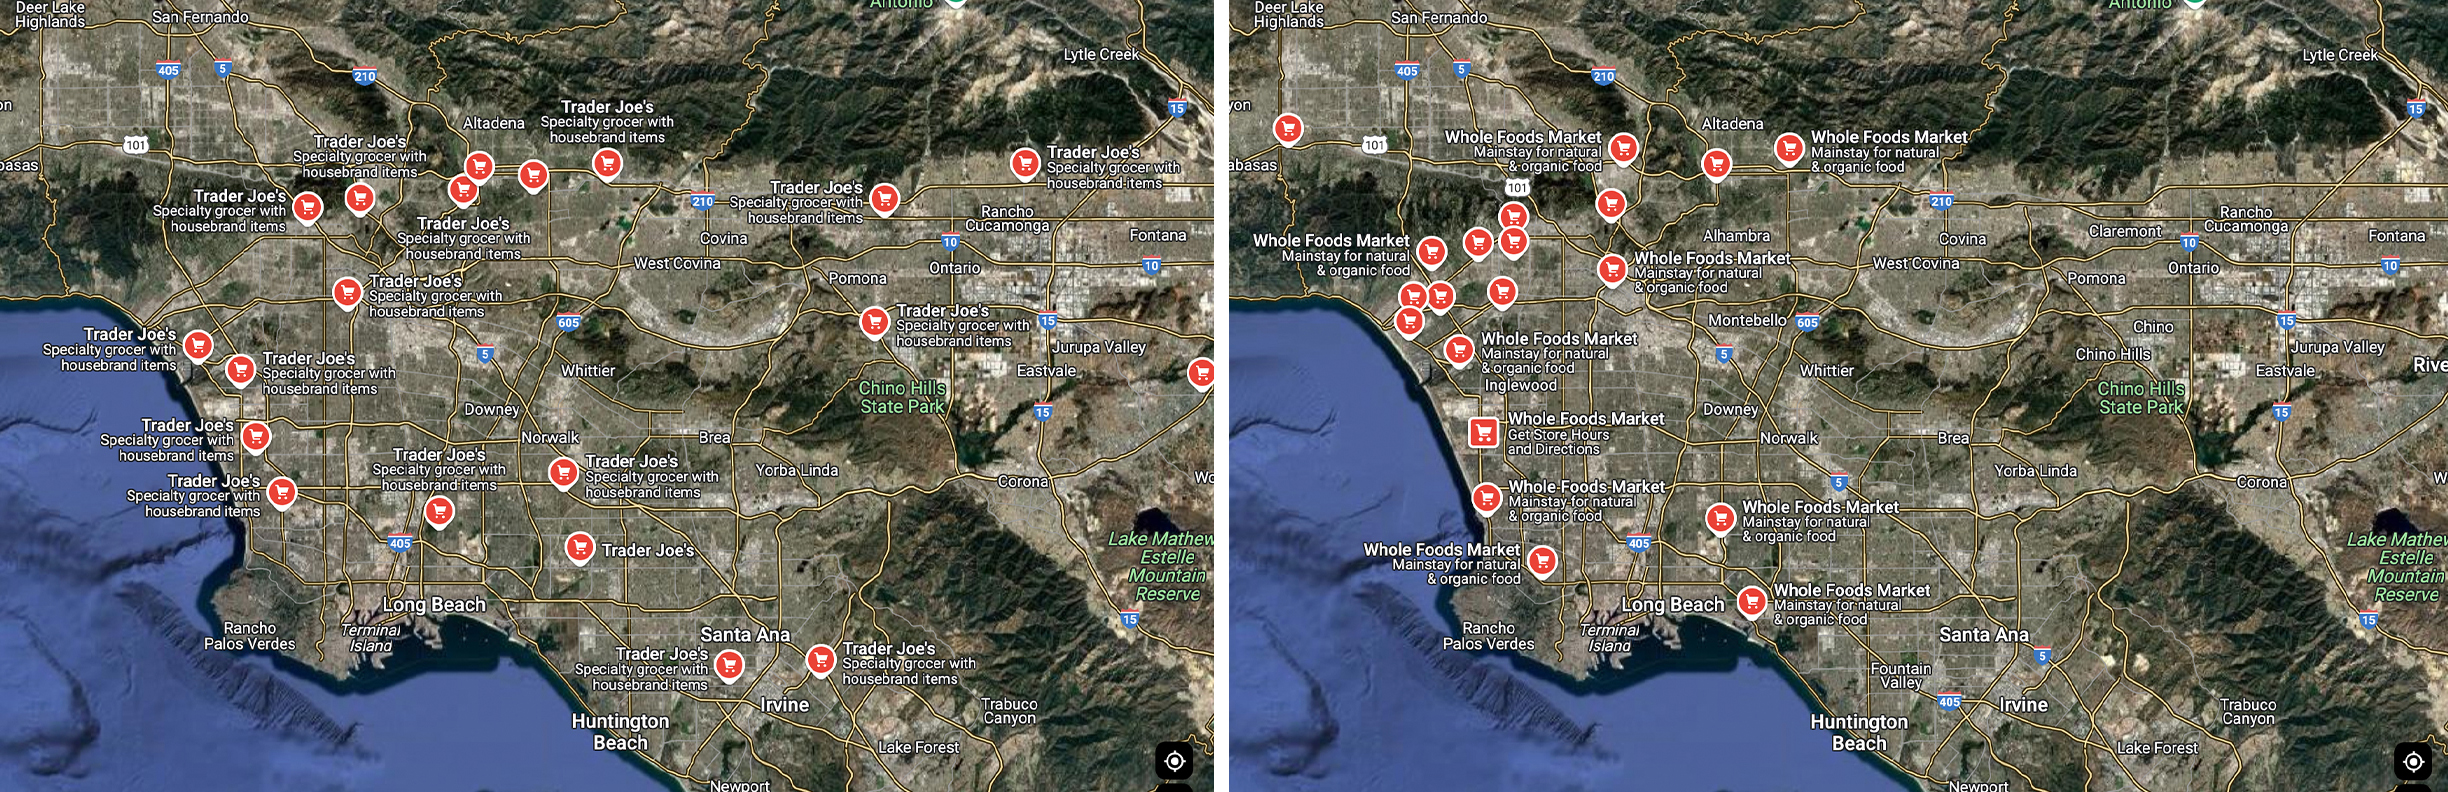 Deer Lake
Highlands
San Fernando
Antonio
Lytle Creek
405
5
210
15
Trader Joe's
Specialty grocer with
housebrand items
Altadena
101
Trader Joe's
Specialty grocer with
housebrand items
Trader Joe's
Specialty grocer with
housebrand items
Trader Joe's
Specialty grocer with
housebrand items
Trader Joe's
Specialty grocer with
housebrand items
Trader Joe's
Specialty grocer with
housebrand items
210
Rancho
Cucamonga
Covina
10
Fontana
West Covina
Ontario
10
Pomona
Trader Joe's
Specialty grocer with
housebrand items
Trader Joe's
Specialty grocer with
housebrand items
605
15
Trader Joe's
Specialty grocer with
housebrand items
5
Jurupa Valley
Trader Joe's
Specialty grocer with
housebrand items
Whittier
Eastvale
Chino Hills
State Park
Downey
15
Trader Joe's
Specialty grocer with
housebrand items
Norwalk
Brea
Trader Joe's
Specialty grocer with
housebrand items
Trader Joe's
Specialty grocer with
housebrand items
Yorba Linda
Trader Joe's
Specialty grocer with
housebrand items
Corona
405
Trader Joe's
Lake Mathew
Estelle
Mountain
Reserve
Long Beach
15
Rancho
Palos Verdes
Terminal
Island
Santa Ana
Trader Joe's
Specialty grocer with
housebrand items
Trader Joe's
Specialty grocer with
housebrand items
Irvine
Trabuco
Canyon
Huntington
Beach
Lake Forest
Newport
Deer Lake
Highlands
San Fernando
Antonio
Lytle Creek
405
5
210
15
yon
abasas
101
Whole Foods Market
Mainstay for natural
& organic food
Altadena
Whole Foods Market
Mainstay for natural
& organic food
101
210
Rancho
Cucamonga
Whole Foods Market
Mainstay for natural
& organic food
Alhambra
Covina
Claremont
10
Fontana
Whole Foods Market
Mainstay for natural
& organic food
West Covina
Ontario
10
Pomona
Montebello
605
15
Chino
Whole Foods Market
Mainstay for natural
& organic food
5
Chino Hills
Jurupa Valley
Inglewood
Whittier
Eastvale
Rive
Chino Hills
State Park
Downey
15
Whole Foods Market
Get Store Hours
and Directions
Norwalk
Brea
Yorba Linda
5
Corona
Whole Foods Market
Mainstay for natural
& organic food
Whole Foods Market
Mainstay for natural
& organic food
405
Whole Foods Market
Mainstay for natural
& organic food
Lake Mathew
Estelle
Mountain
Reserve
Whole Foods Market
Mainstay for natural
& organic food
Long Beach
15
Rancho
Palos Verdes
Terminal
Island
Santa Ana
5
Fountain
Valley
405
Irvine
Trabuco
Canyon
Huntington
Beach
Lake Forest
Newport